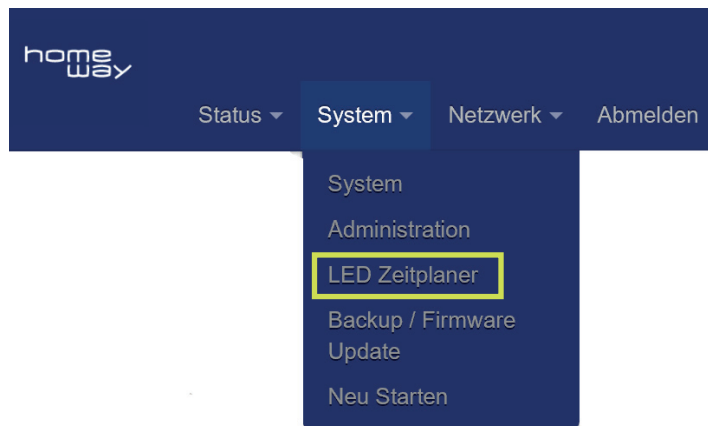 home
way
Status System Netzwerk Abmelden
System
Administration
LED Zeitplaner
Backup / Firmware
Update
Neu Starten